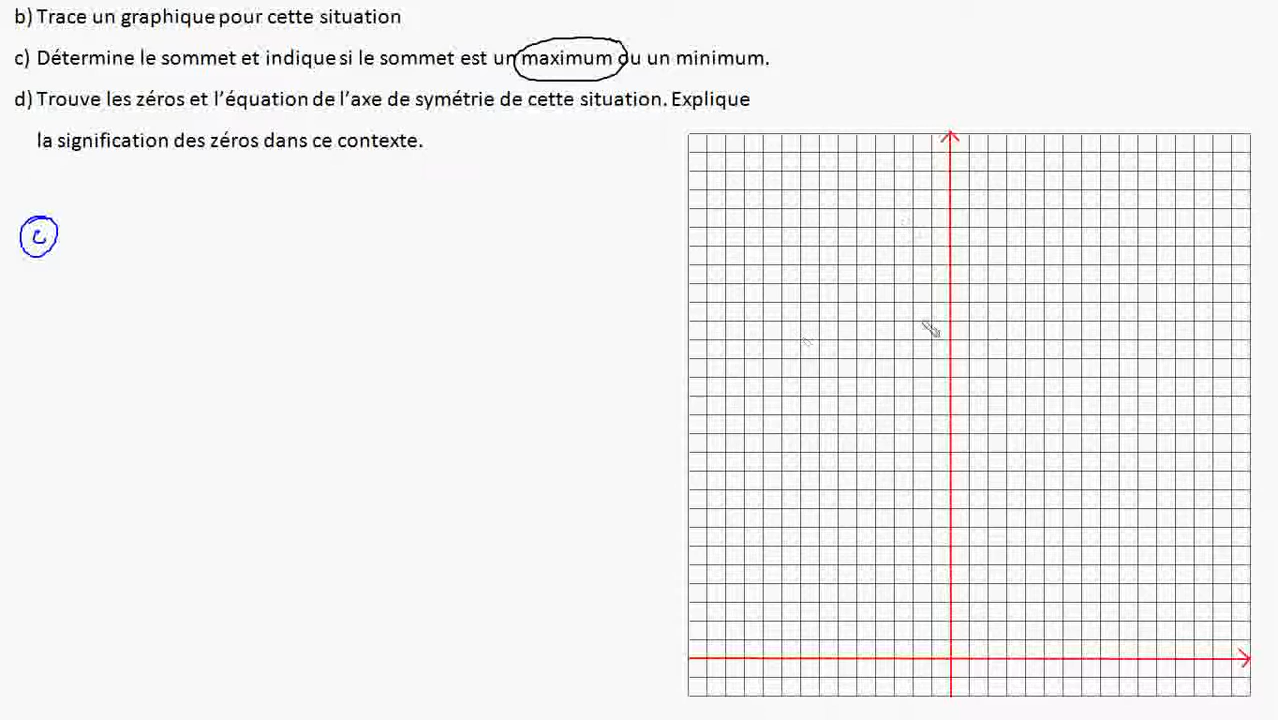 b) Trace un graphique pour cette situation
c) Détermine le sommet et indique si le sommet est un maximum ou un minimum.
d) Trouve les zéros et l'équation de l'axe de symétrie de cette situation. Explique
la signification des zéros dans ce contexte.
c